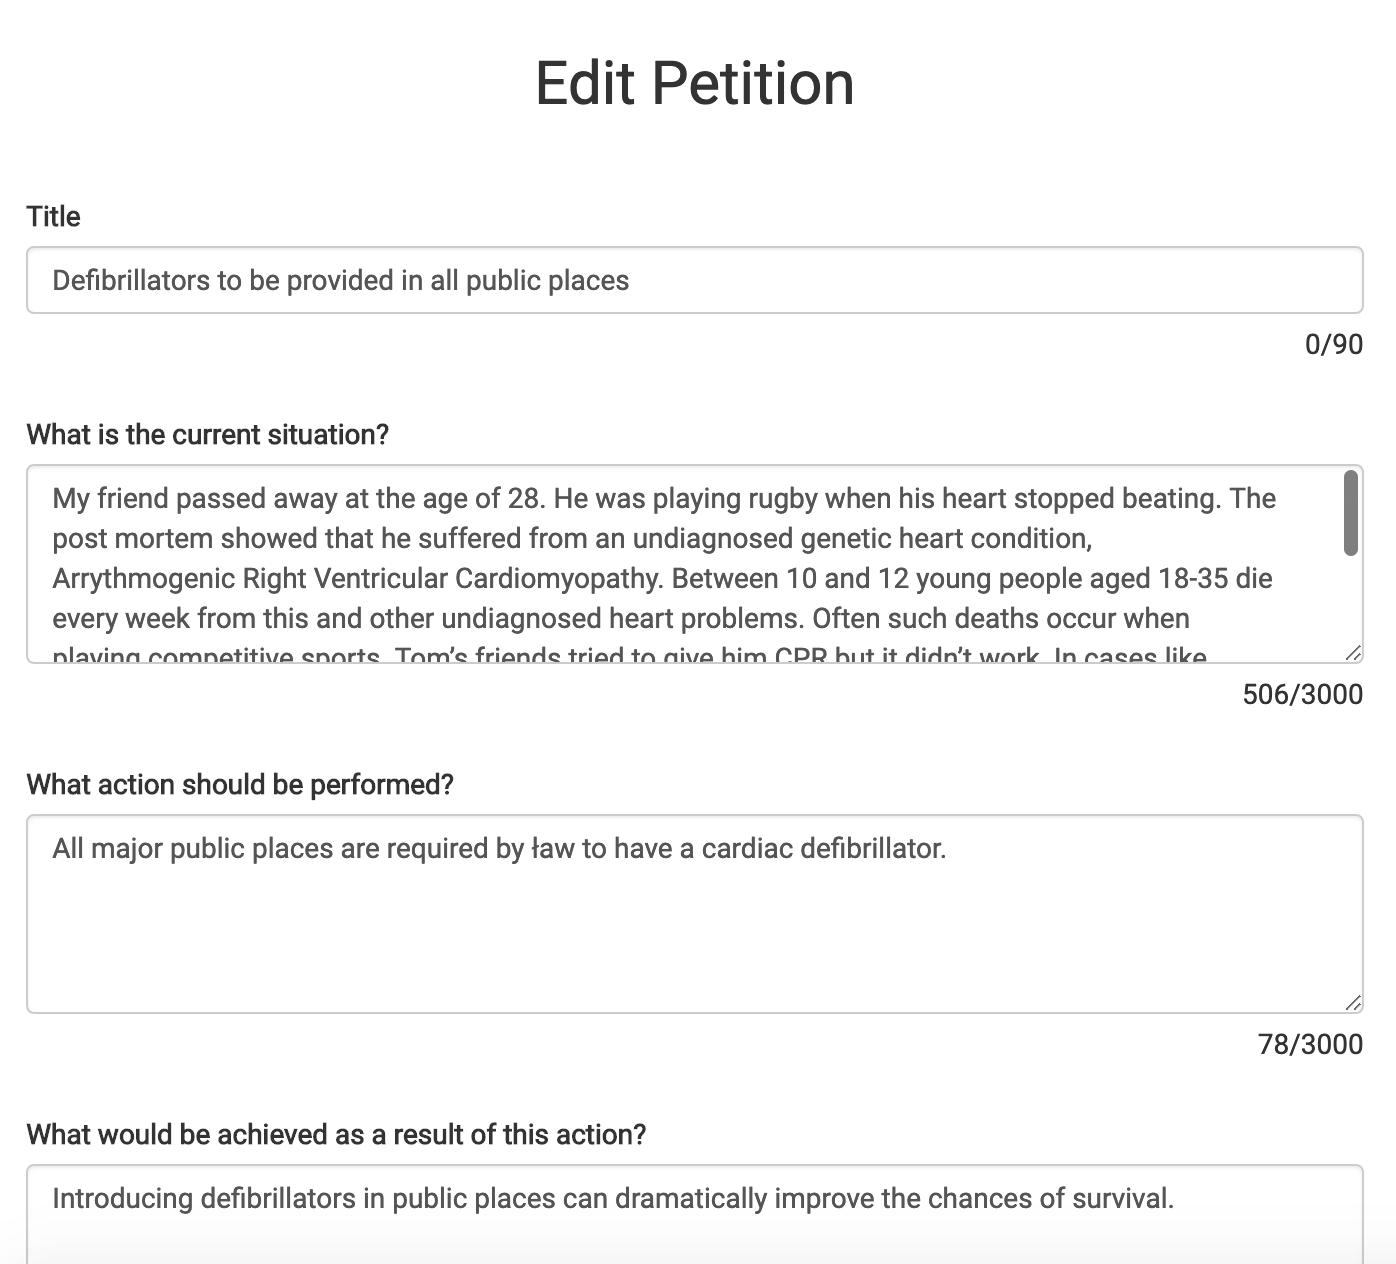 Edit Petition
Title
Defibrillators to be provided in all public places
0/90
What is the current situation?
My friend passed away at the age of 28. He was playing rugby when his heart stopped beating. The
post mortem showed that he suffered from an undiagnosed genetic heart condition,
Arrythmogenic Right Ventricular Cardiomyopathy. Between 10 and 12 young people aged 18-35 die
every week from this and other undiagnosed heart problems. Often such deaths occur when
playing competitive sports. Tom’s friends tried to give him CPR but it didn’t work. In cases like
506/3000
What action should be performed?
All major public places are required by ław to have a cardiac defibrillator.
78/3000
What would be achieved as a result of this action?
Introducing defibrillators in public places can dramatically improve the chances of survival.